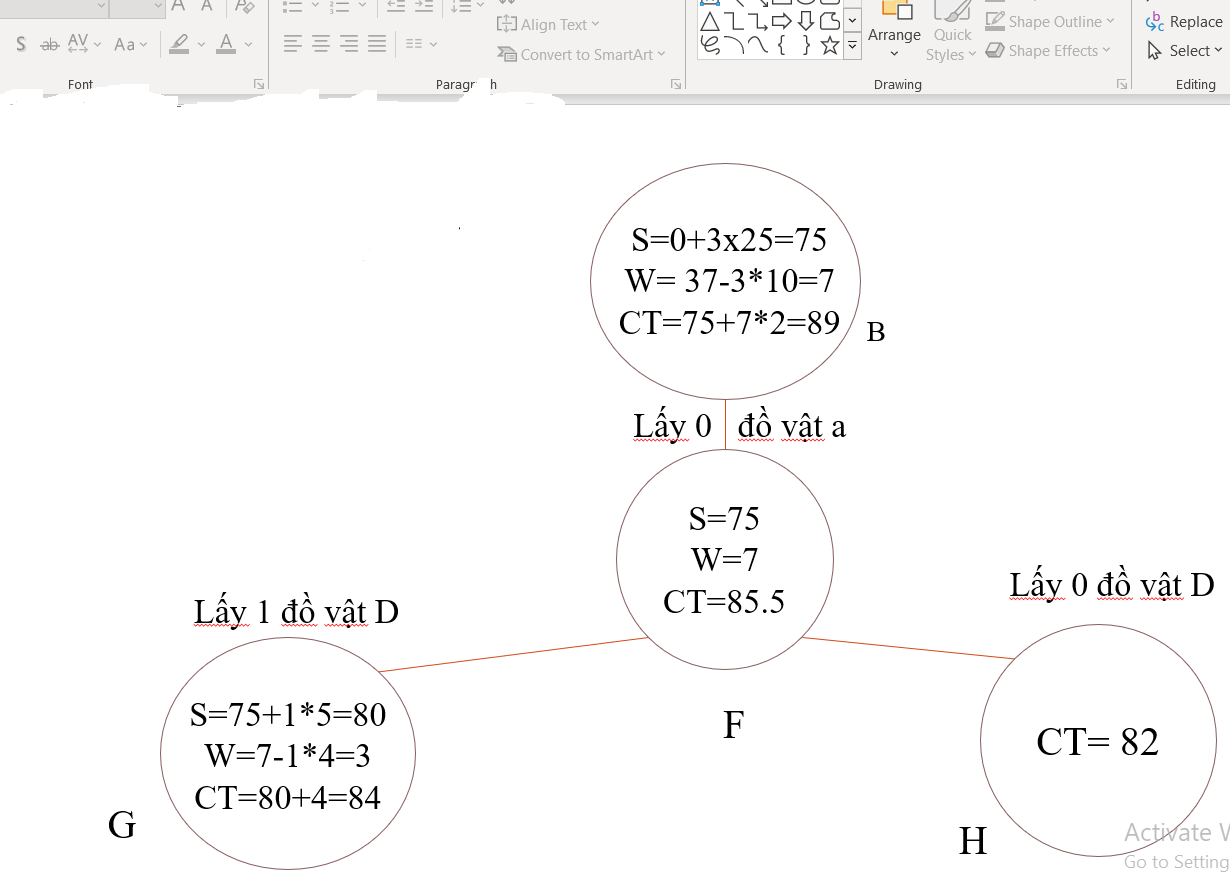 S ab AV Aa A
Align Text
Convert to SmartArt
Arrange
Quick
Styles
Shape Outline
Shape Effects
Replace
Select
Font
Drawing
Editing
S=0+3x25=75
W= 37-3*10=7
CT=75+7*2=89
B
Lấy 0 đồ vật a
S=75
W=7
CT=85.5
F
Lấy 1 đồ vật D
Lấy 0 đồ vật D
S=75+1*5=80
W=7-1*4=3
CT=80+4=84
G
CT= 82
H
Activate
Go to Setting